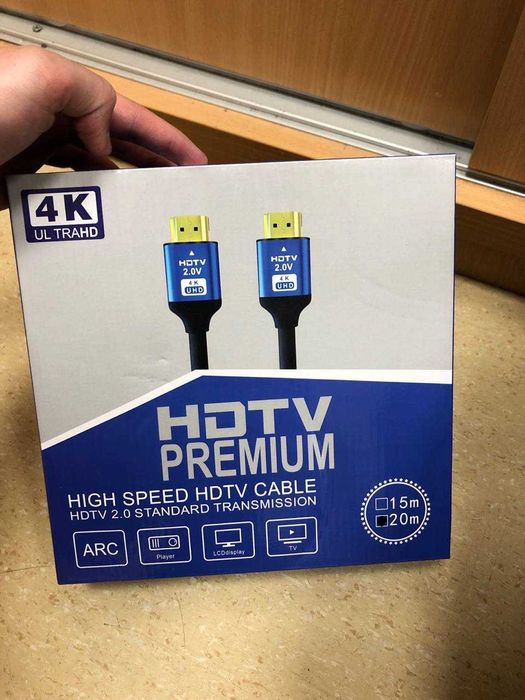 4K
UL TRAHD
HDTV
2.0V
4K
UHD
HDTV
2.0V
4K
UHD
HDTV
PREMIUM
HIGH SPEED HDTV CABLE
HDTV 2.0 STANDARD TRANSMISSION
15m
20m
ARC
Player
LCDdisplay
TV